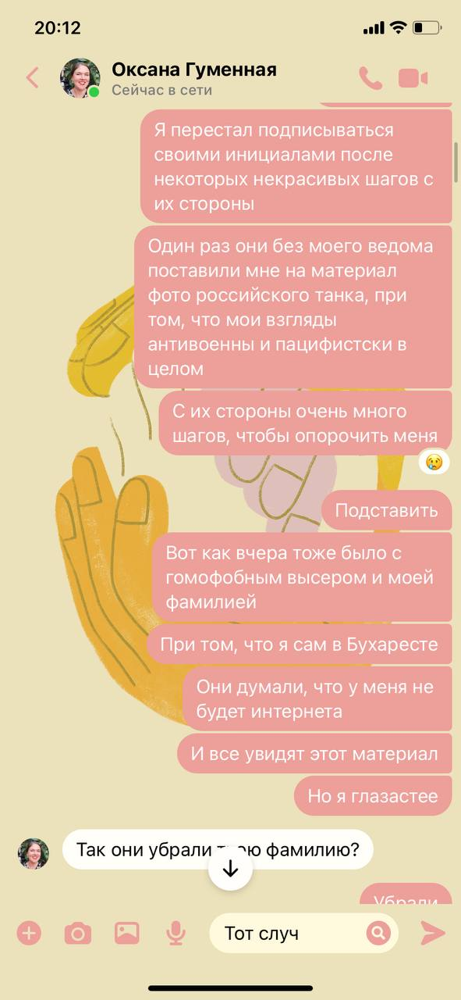 20:12
Оксана Гуменная
Сейчас в сети
Я перестал подписываться
своими инициалами после
некоторых некрасивых шагов с
их стороны
Один раз они без моего ведома
поставили мне на материал
фото российского танка, при
том, что мои взгляды
антивоенны и пацифистски в
целом
С их стороны очень много
шагов, чтобы опорочить меня
Подставить
Вот как вчера тоже было с
гомофобным высером и моей
фамилией
При том, что я сам в Бухаресте
Они думали, что у меня не
будет интернета
И все увидят этот материал
Но я глазастее
Так они убрали твою фамилию?
Убрали
Тот случ